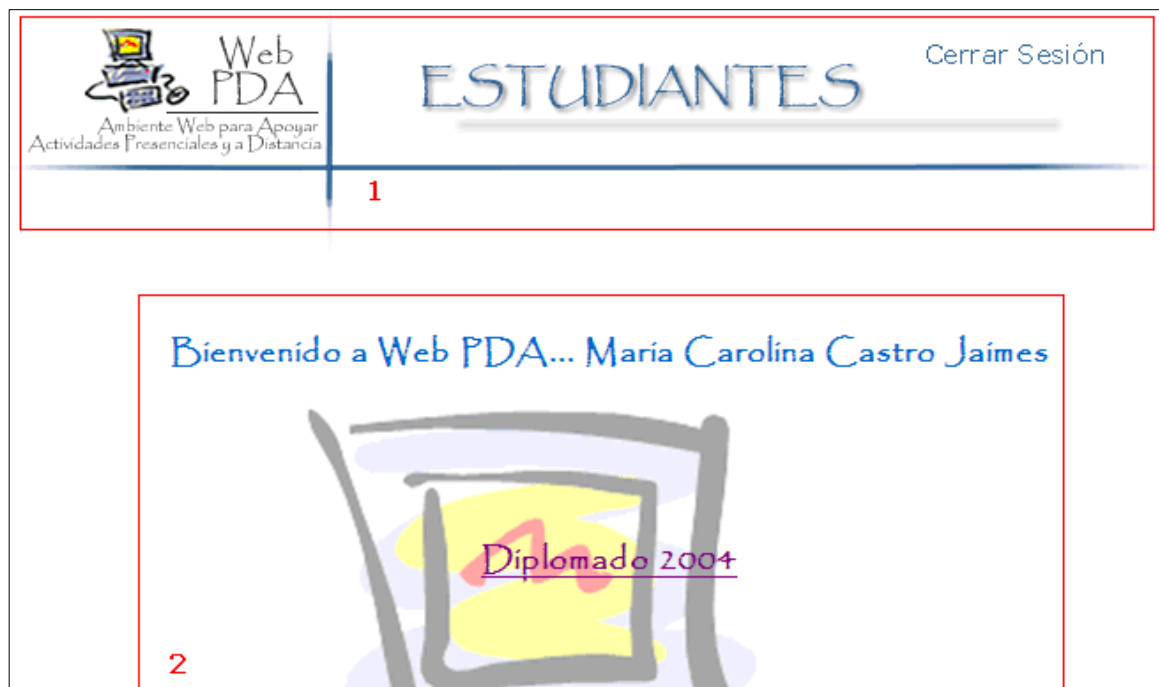 Web
PDA
Ambiente Web para Apoyar
Actividades Presenciales y a Distancia
ESTUDIANTES
Cerrar Sesión
1
Bienvenido a Web PDA... María Carolina Castro Jaimes
Diplomado 2004
2